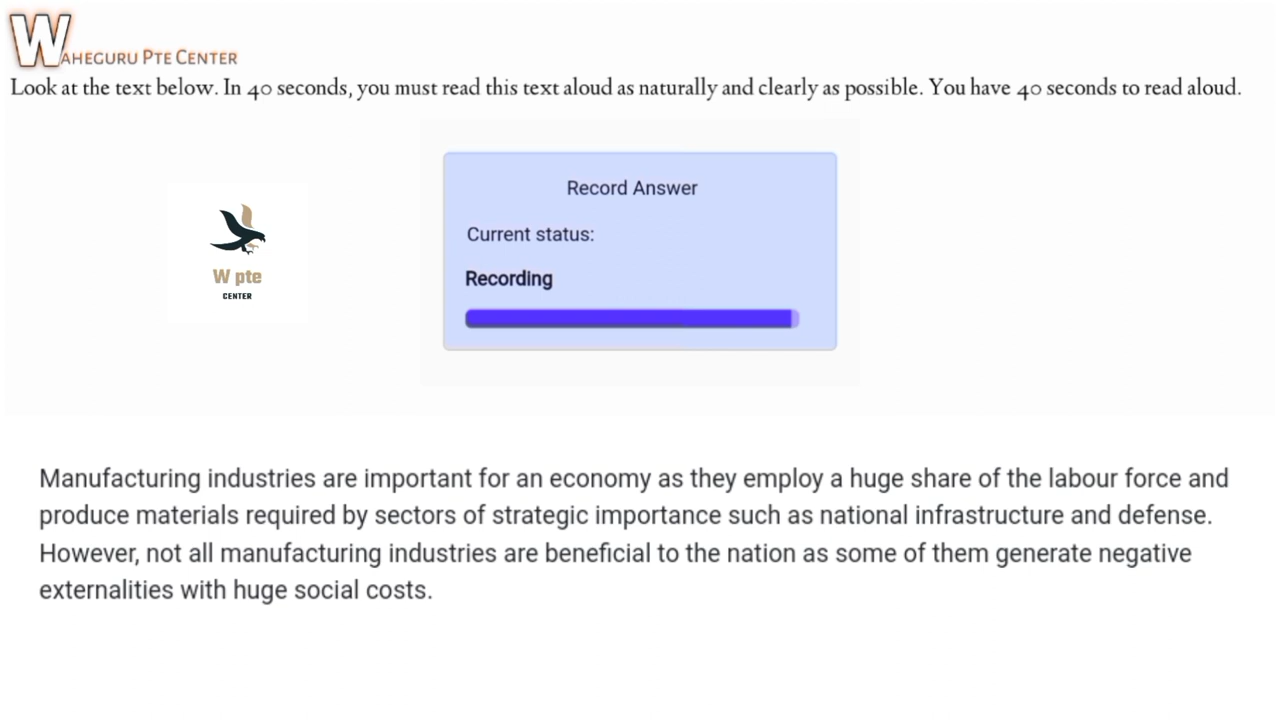 WAHEGURU PTE CENTER
Look at the text below. In 40 seconds, you must read this text aloud as naturally and clearly as possible. You have 40 seconds to read aloud.
Record Answer
Current status:
Recording
W pte
CENTER
Manufacturing industries are important for an economy as they employ a huge share of the labour force and
produce materials required by sectors of strategic importance such as national infrastructure and defense.
However, not all manufacturing industries are beneficial to the nation as some of them generate negative
externalities with huge social costs.